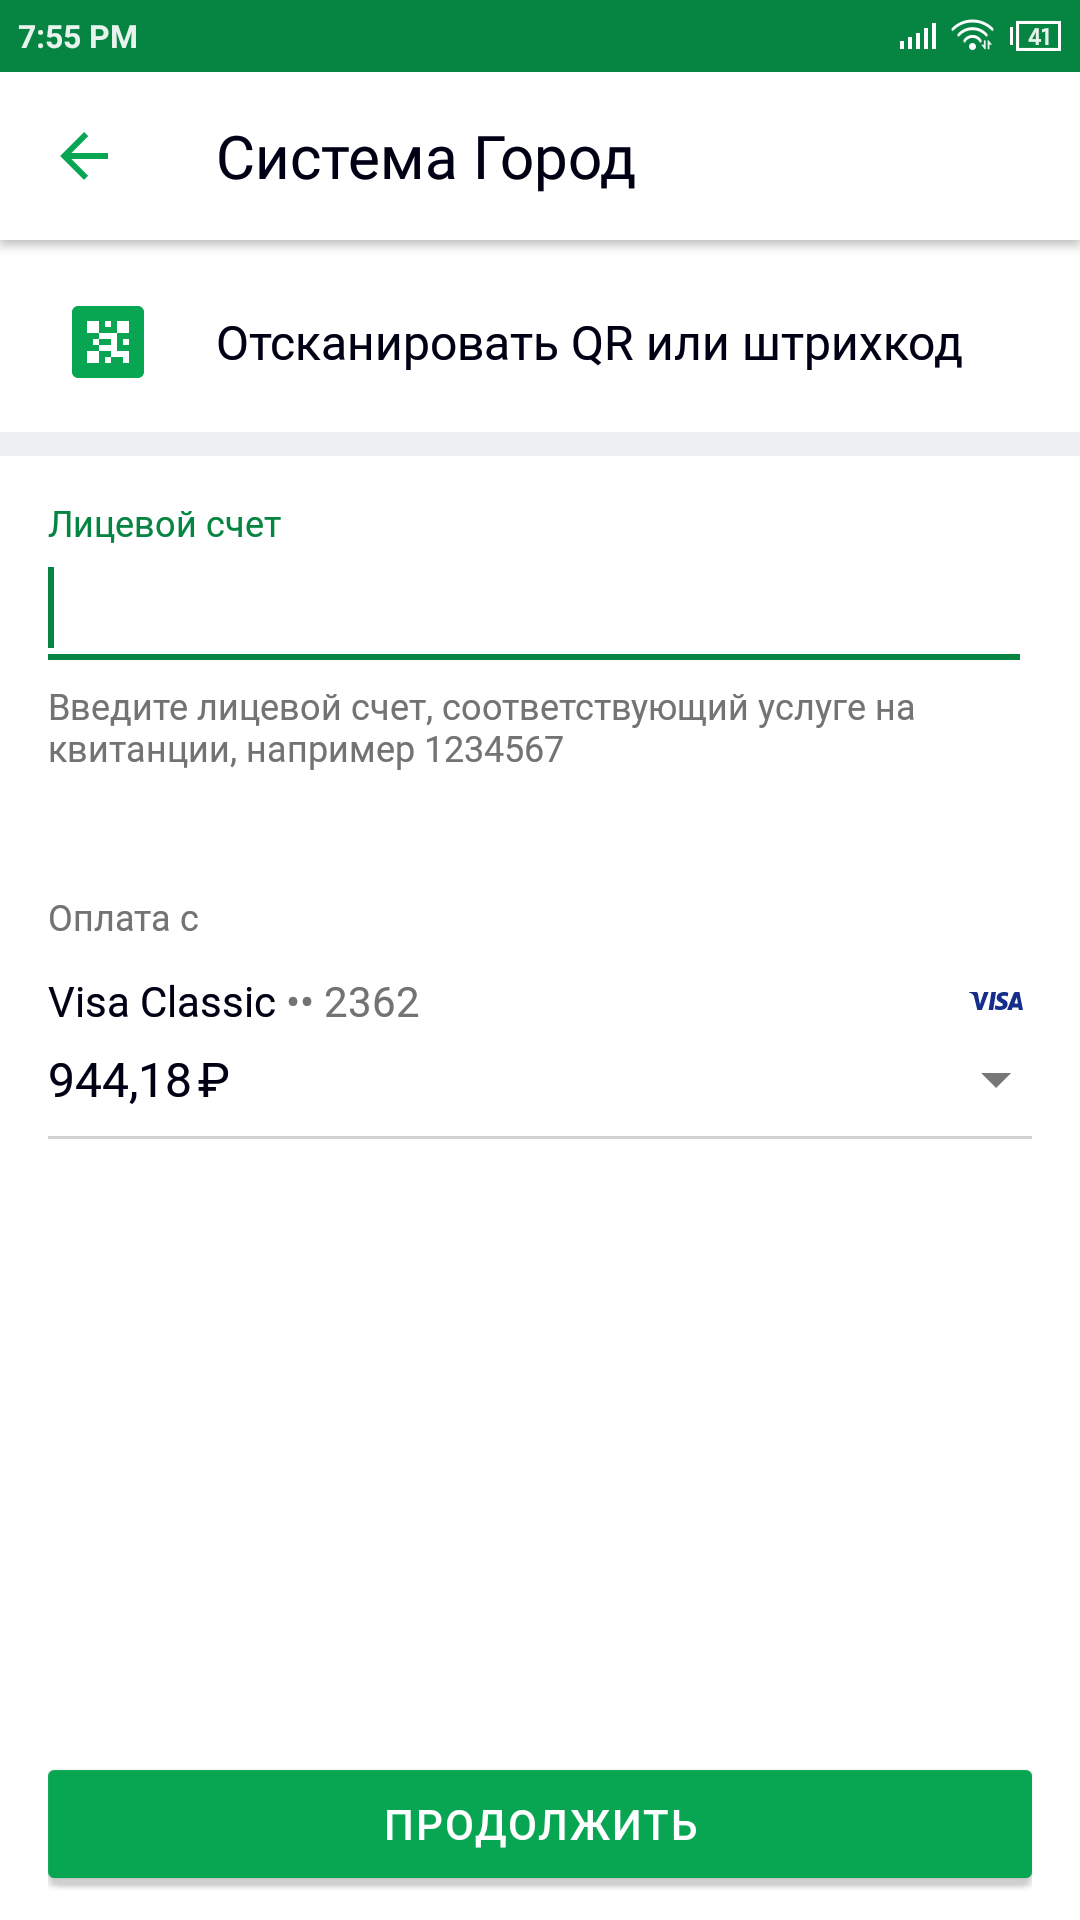 7:55 PM
41
Система Город
Отсканировать QR или штрихкод
Лицевой счет
Введите лицевой счет, соответствующий услуге на
квитанции, например 1234567
Оплата с
Visa Classic •• 2362
VISA
944,18 ₽
ПРОДОЛЖИТЬ